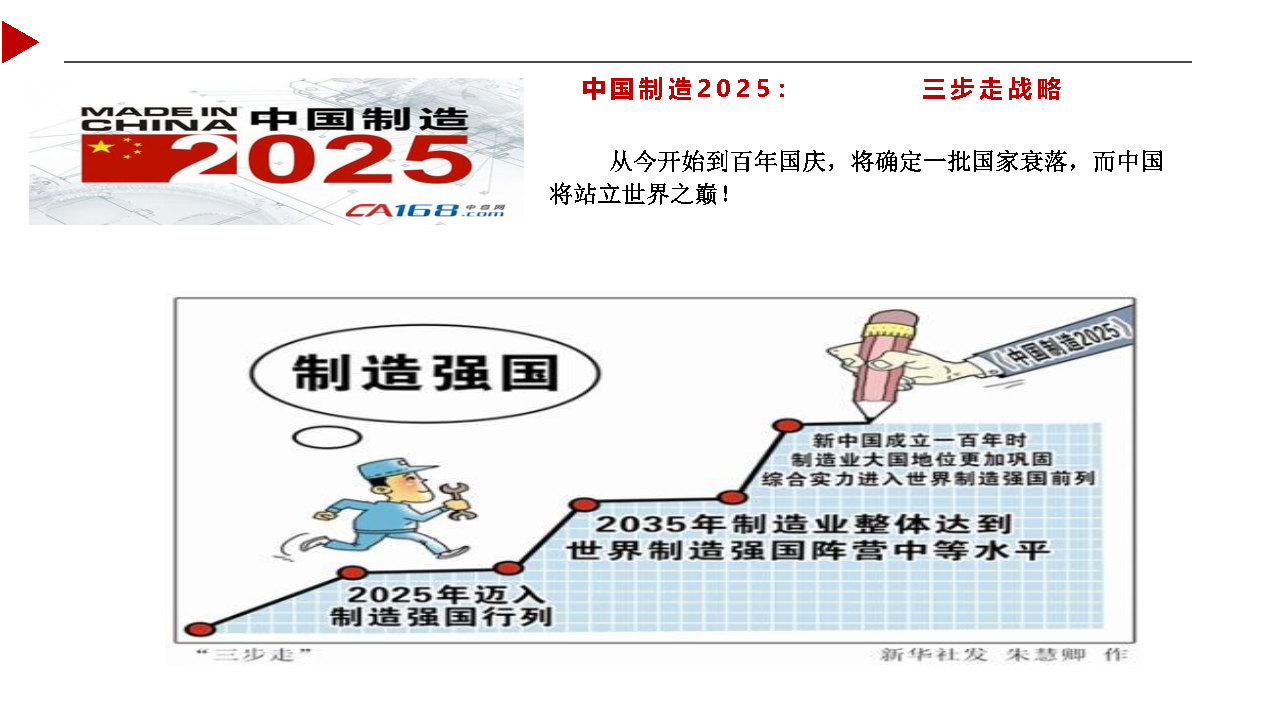 中国制造2025： 三步走战略
MADE IN
CHINA 中国制造
2025
CA168 中自网
.com
从今开始到百年国庆，将确定一批国家衰落，而中国
将站立世界之巅！
制造强国
（中国制造2025）
新中国成立一百年时
制造业大国地位更加巩固
综合实力进入世界制造强国前列
2035年制造业整体达到
世界制造强国阵营中等水平
2025年迈入
制造强国行列
“三步走”
新华社发 朱慧卿 作